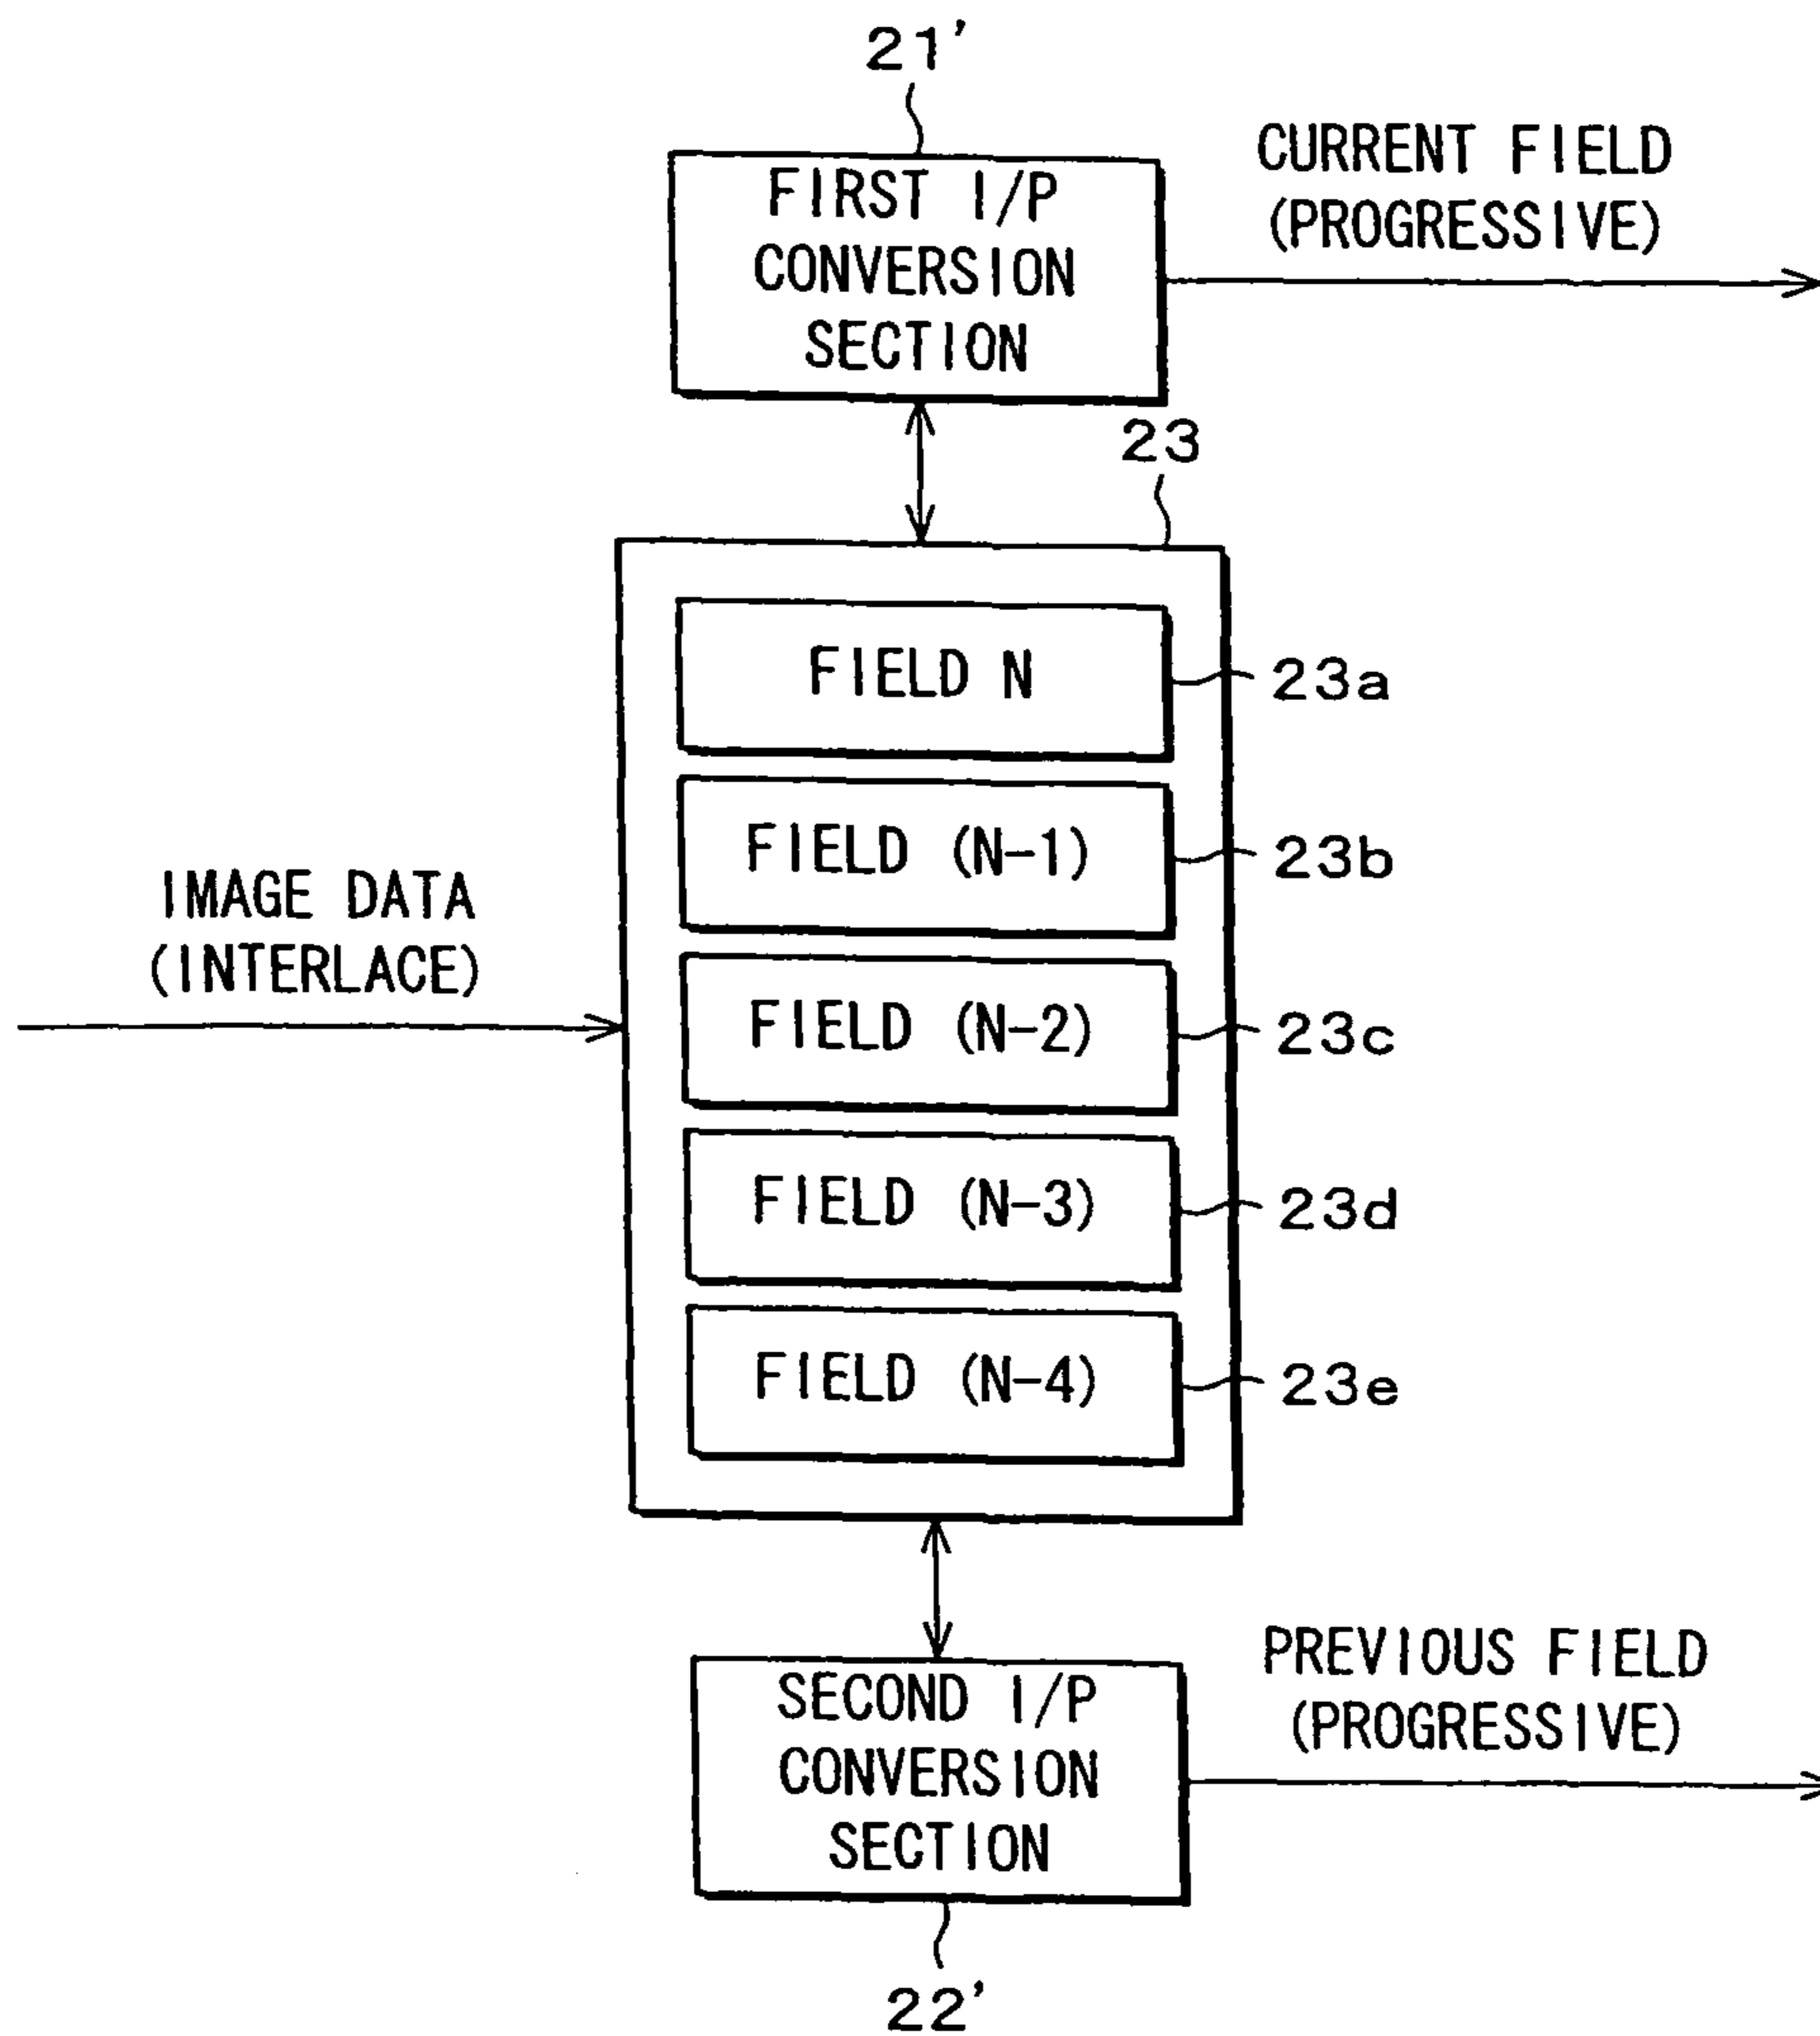 21'
FIRST I/P
CONVERSION
SECTION
CURRENT FIELD
(PROGRESSIVE)
23
FIELD N
23a
FIELD (N-1)
23b
IMAGE DATA
(INTERLACE)
FIELD (N-2)
23c
FIELD (N-3)
23d
FIELD (N-4)
23e
SECOND I/P
CONVERSION
SECTION
PREVIOUS FIELD
(PROGRESSIVE)
22'